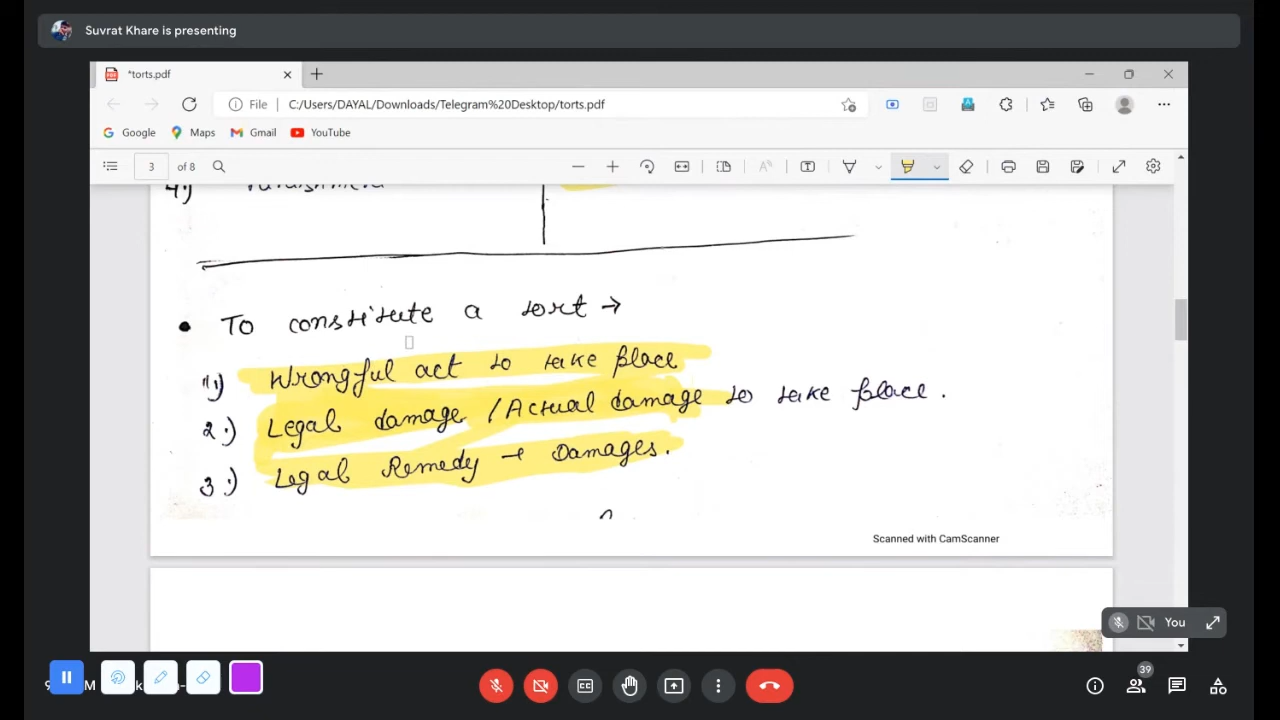 Suvrat Khare is presenting
*torts.pdf
File C:/Users/DAYAL/Downloads/Telegram%20Desktop/torts.pdf
Google Maps Gmail YouTube
3 of 8
4.)
• To constitute a tort →
1.) Wrongful act to take place
2.) Legal damage / Actual damage to take place.
3.) Legal Remedy → Damages.
Scanned with CamScanner
You
39